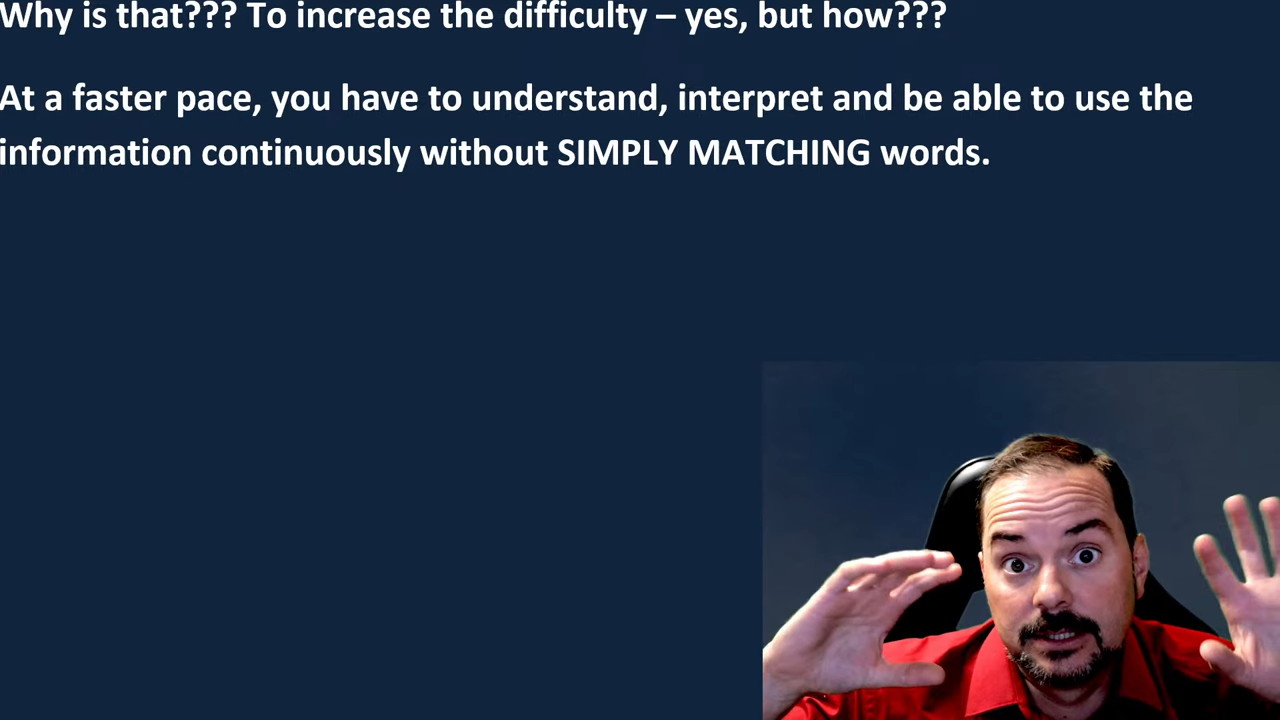 Why is that??? To increase the difficulty – yes, but how???
At a faster pace, you have to understand, interpret and be able to use the
information continuously without SIMPLY MATCHING words.